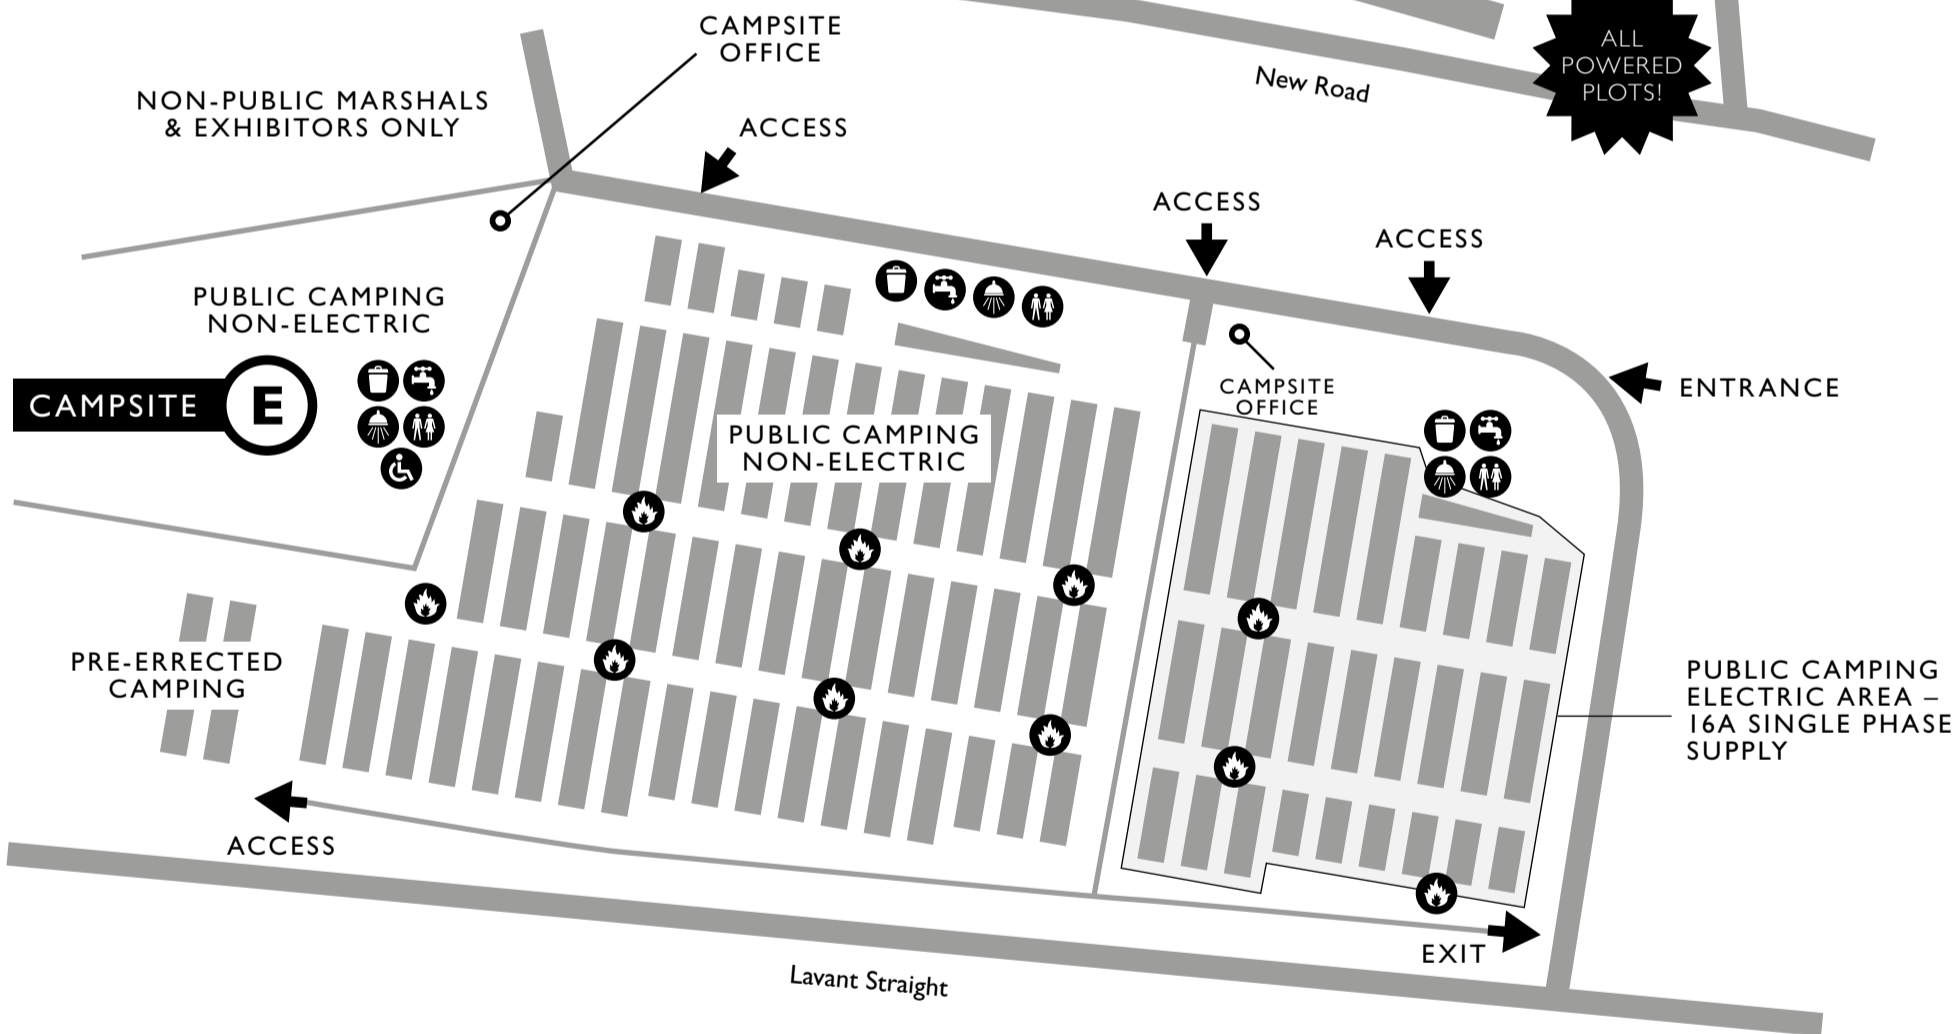 CAMPSITE
OFFICE
ALL
POWERED
PLOTS!
New Road
NON-PUBLIC MARSHALS
& EXHIBITORS ONLY
ACCESS
ACCESS
ACCESS
PUBLIC CAMPING
NON-ELECTRIC
CAMPSITE E
CAMPSITE
OFFICE
ENTRANCE
PUBLIC CAMPING
NON-ELECTRIC
PRE-ERRECTED
CAMPING
PUBLIC CAMPING
ELECTRIC AREA –
16A SINGLE PHASE
SUPPLY
ACCESS
EXIT
Lavant Straight